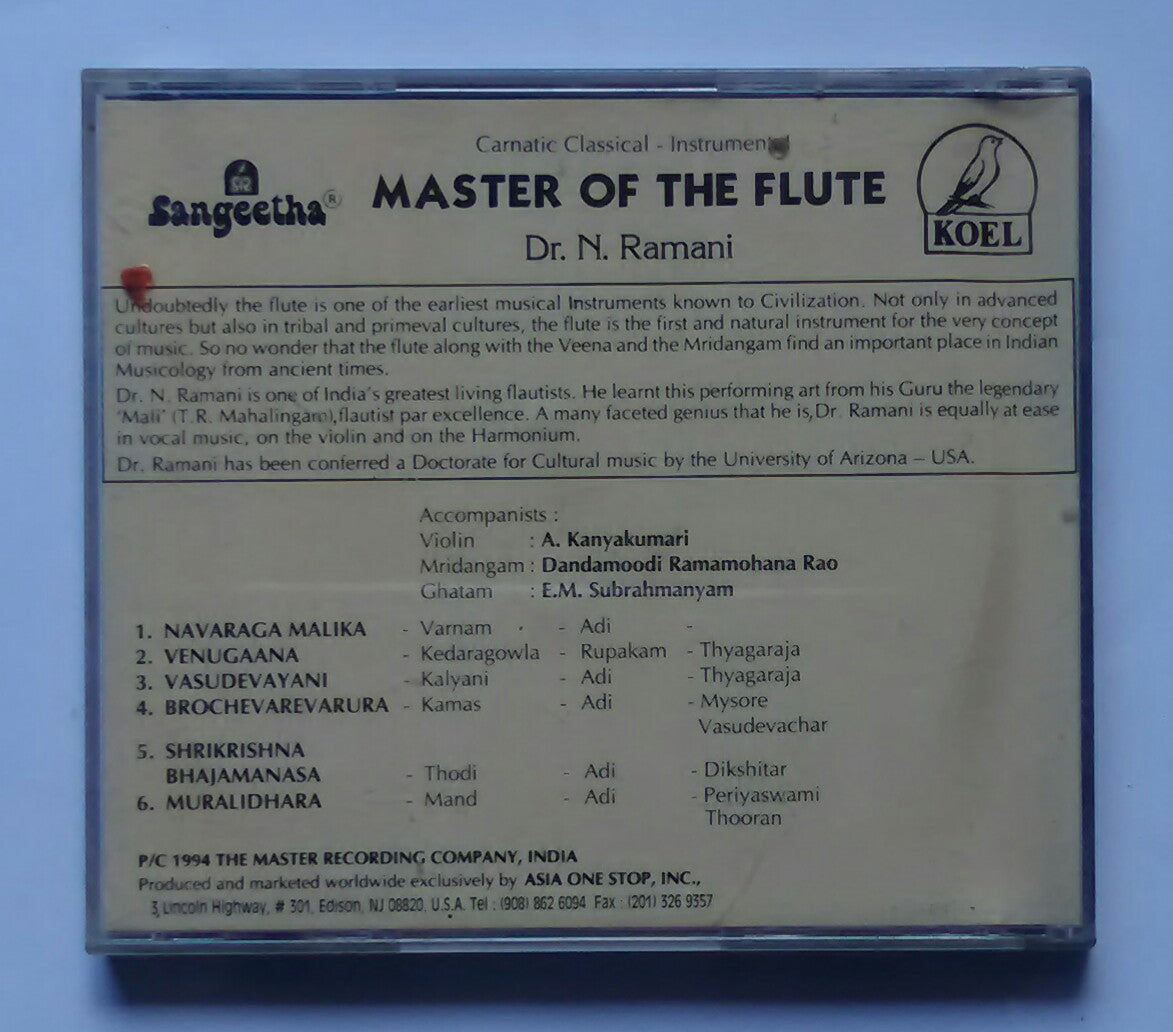 Carnatic Classical - Instrumental
SR
Sangeetha®
MASTER OF THE FLUTE
KOEL
Dr. N. Ramani
Undoubtedly the flute is one of the earliest musical Instruments known to Civilization. Not only in advanced
cultures but also in tribal and primeval cultures, the flute is the first and natural instrument for the very concept
of music. So no wonder that the flute along with the Veena and the Mridangam find an important place in Indian
Musicology from ancient times.
Dr. N. Ramani is one of India's greatest living flautists. He learnt this performing art from his Guru the legendary
'Mali' (T.R. Mahalingam),flautist par excellence. A many faceted genius that he is,Dr. Ramani is equally at ease
in vocal music, on the violin and on the Harmonium.
Dr. Ramani has been conferred a Doctorate for Cultural music by the University of Arizona – USA.
Accompanists :
Violin : A. Kanyakumari
Mridangam : Dandamoodi Ramamohana Rao
Ghatam : E.M. Subrahmanyam
1. NAVARAGA MALIKA - Varnam - Adi -
2. VENUGAANA - Kedaragowla - Rupakam - Thyagaraja
3. VASUDEVAYANI - Kalyani - Adi - Thyagaraja
4. BROCHEVAREVARURA - Kamas - Adi - Mysore
Vasudevachar
5. SHRIKRISHNA
BHAJAMANASA - Thodi - Adi - Dikshitar
6. MURALIDHARA - Mand - Adi - Periyaswami
Thooran
P/C 1994 THE MASTER RECORDING COMPANY, INDIA
Produced and marketed worldwide exclusively by ASIA ONE STOP, INC.,
3, Lincoln Highway, # 301, Edison, NJ 08820, U.S.A. Tel : (908) 862 6094 Fax : (201) 326 9357